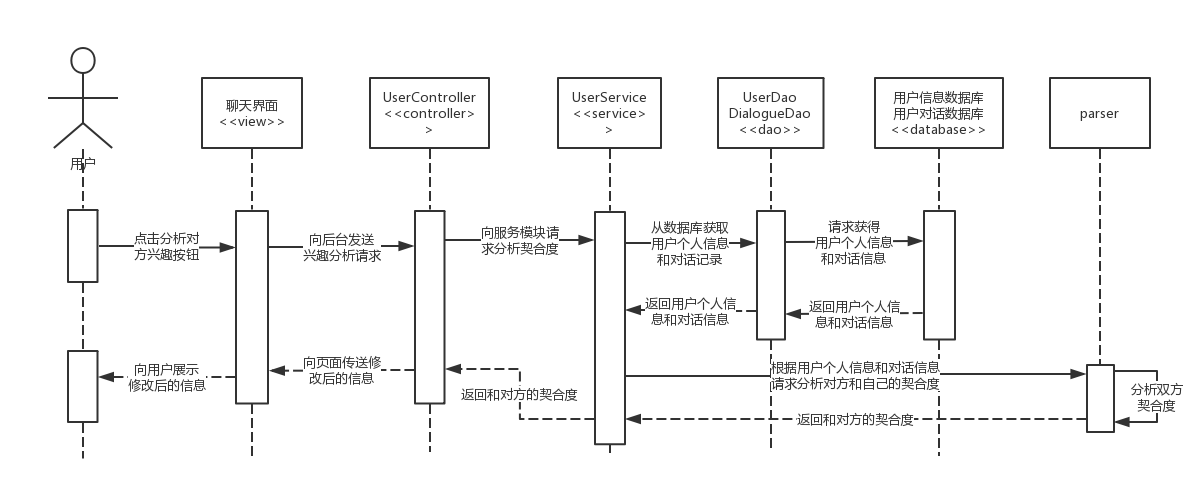 用户
聊天界面
<<view>>
UserController
<<controller>
>
UserService
<<service>
>
UserDao
DialogueDao
<<dao>>
用户信息数据库
用户对话数据库
<<database>>
parser
点击分析对
方兴趣按钮
向后台发送
兴趣分析请求
向服务模块请
求分析契合度
从数据库获取
用户个人信息
和对话记录
请求获得
用户个人信息
和对话信息
返回用户个人信
息和对话信息
返回用户个人信
息和对话信息
向用户展示
修改后的信息
向页面传送修
改后的信息
返回和对方的契合度
根据用户个人信息和对话信息
请求分析对方和自己的契合度
分析双方
契合度
返回和对方的契合度